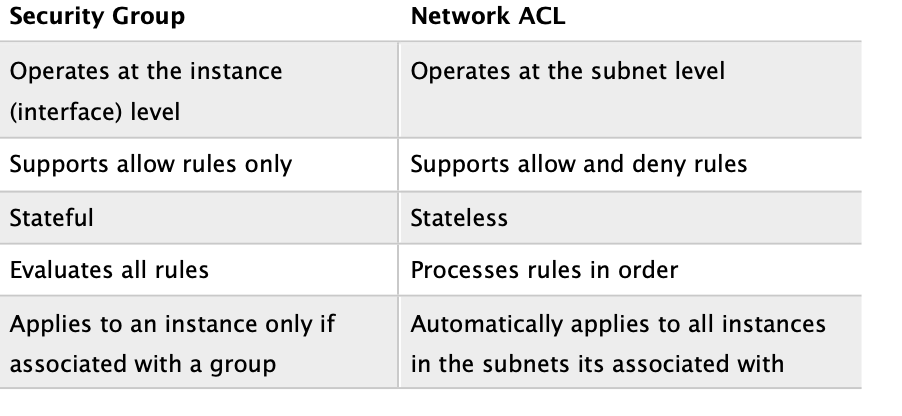 Security Group Network ACL
Operates at the instance Operates at the subnet level
(interface) level
Supports allow rules only Supports allow and deny rules
Stateful Stateless
Evaluates all rules Processes rules in order
Applies to an instance only if Automatically applies to all instances
associated with a group in the subnets its associated with